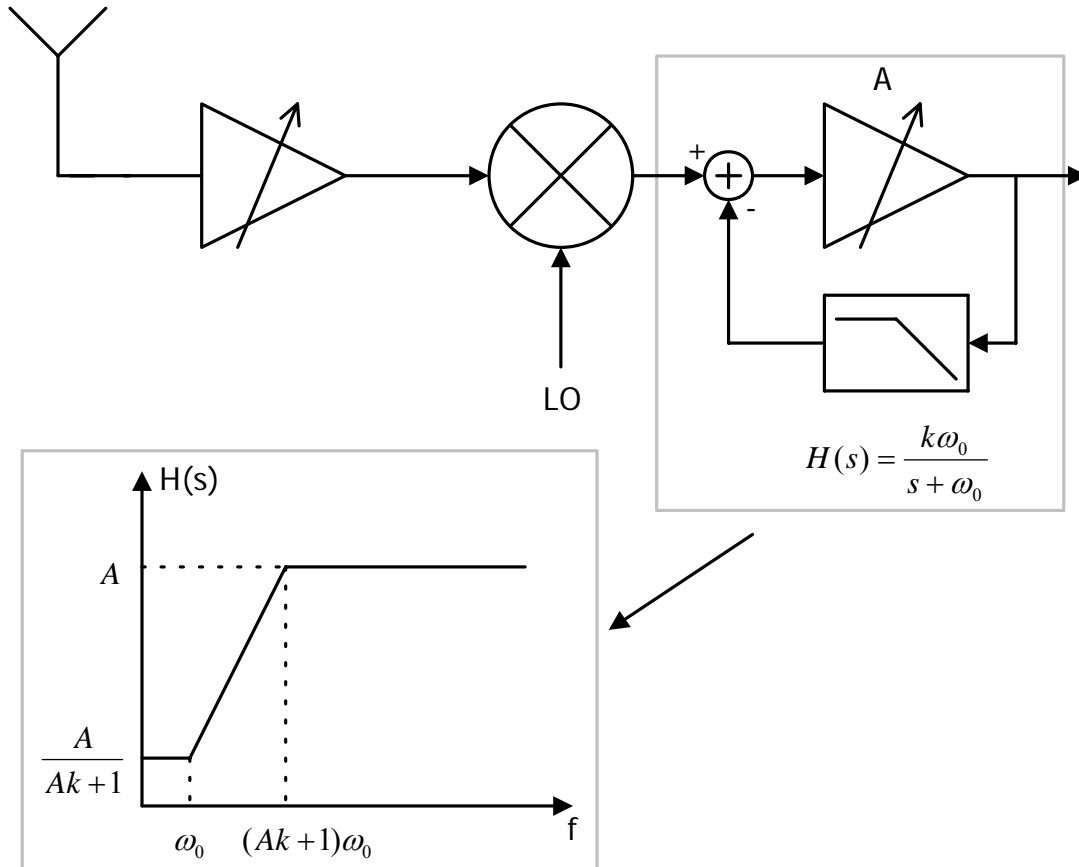 A
+
-
LO
H(s) = kω₀ / (s + ω₀)
H(s)
A
A / (Ak + 1)
ω₀
(Ak + 1)ω₀
f